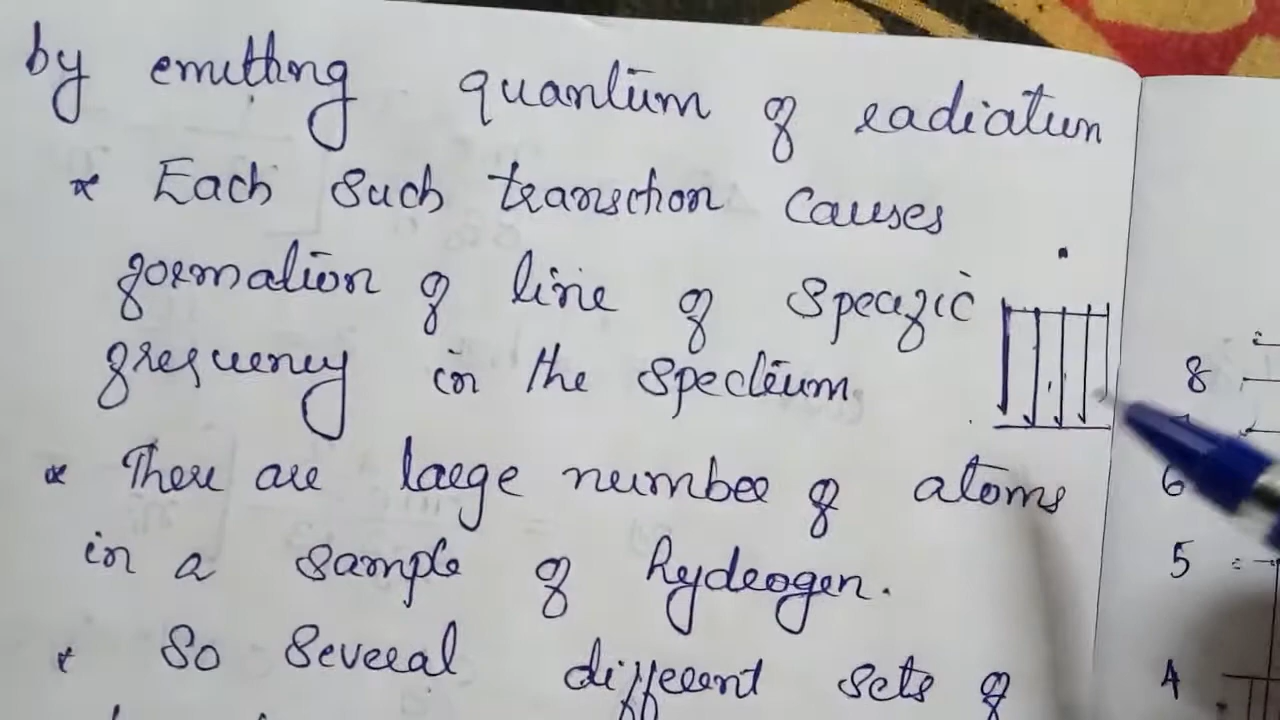 by emitting quantum of radiation
* Each such transition causes
formation of line of specific
frequency in the spectrum
* There are large number of atoms
in a sample of hydrogen.
* So several different sets of
8
6
5
4